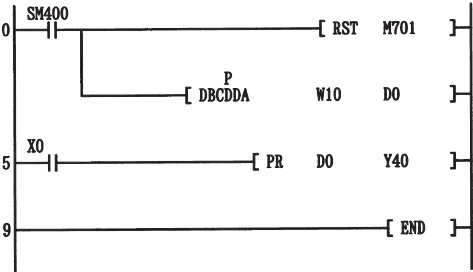 SM400
0 [ RST M701 ]
P
[ DBCDDA W10 D0 ]
X0
5 [ PR D0 Y40 ]
9 [ END ]